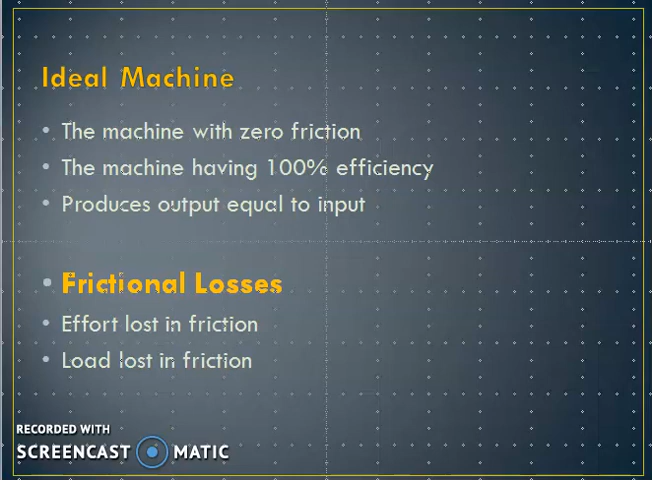 Ideal Machine
• The machine with zero friction
• The machine having 100% efficiency
• Produces output equal to input
• Frictional Losses
• Effort lost in friction
• Load lost in friction
RECORDED WITH
SCREENCAST MATIC